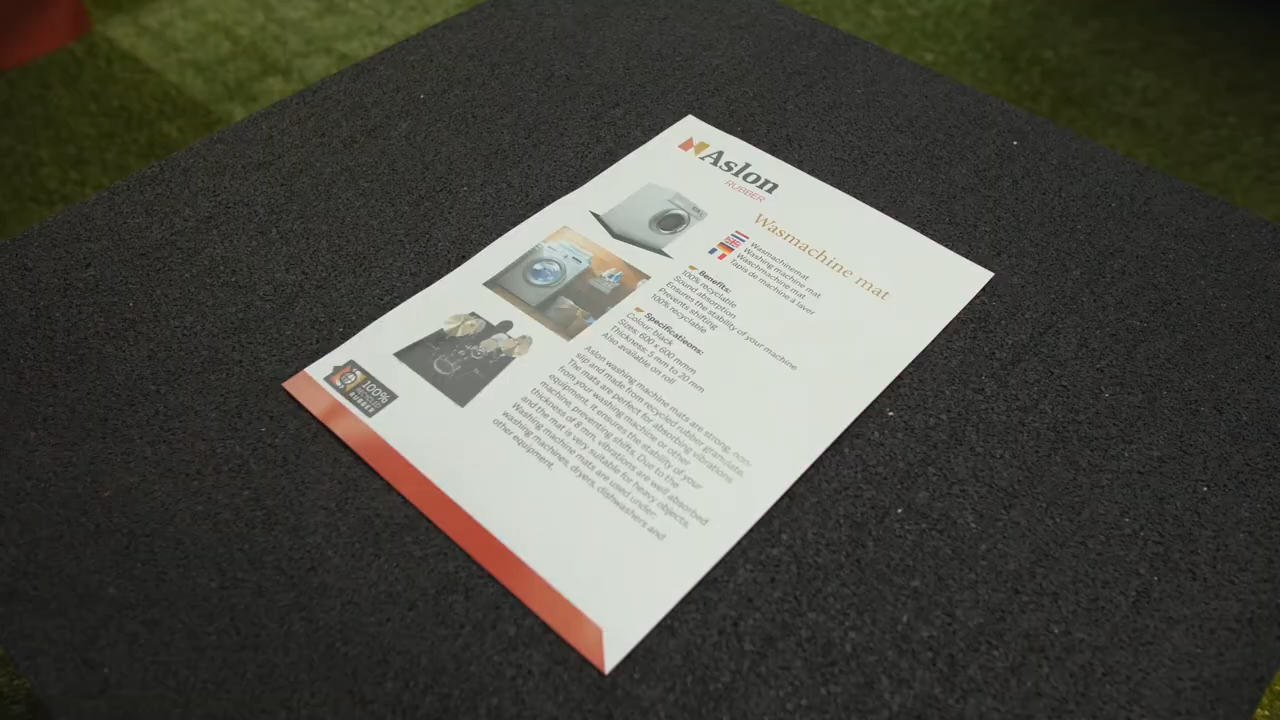 Aslon
RUBBER
Wasmachine mat
Wasmachinemat
Washing machine mat
Waschmachine mat
Tapis de machine à laver
Benefits:
100% recyclable
Sound absorption
Ensures the stability of your machine
Prevents shifting
100% recyclable
Specificatieons:
Colour: black
Sizes: 600 x 600 mmm
Thickness: 5 mm to 20 mm
Also available on roll
Aslon washing machine mats are strong, non-
slip and made from recycled rubber granulate.
The mats are perfect for absorbing vibrations
from your washing machine or other
equipment. It ensures the stability of your
machine, preventing shifts. Due to the
thickness of 8 mm, vibrations are well absorbed
and the mat is very suitable for heavy objects.
Washing machine mats are used under:
washing machines, dryers, dishwashers and
other equipment.
100%
RECYCLED
RUBBER